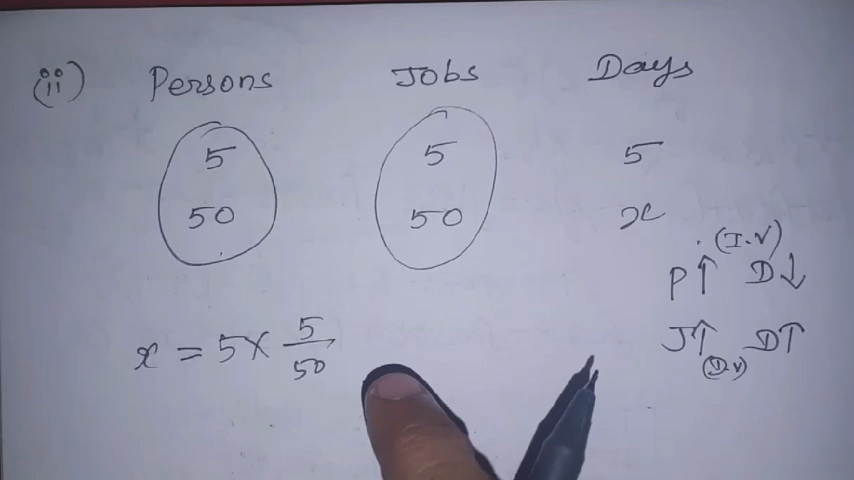 (ii) Persons Jobs Days
5 5 5
50 50 x
(I.V)
P↑ D↓
x = 5 × 5/50
J↑ D↑
(D.V)